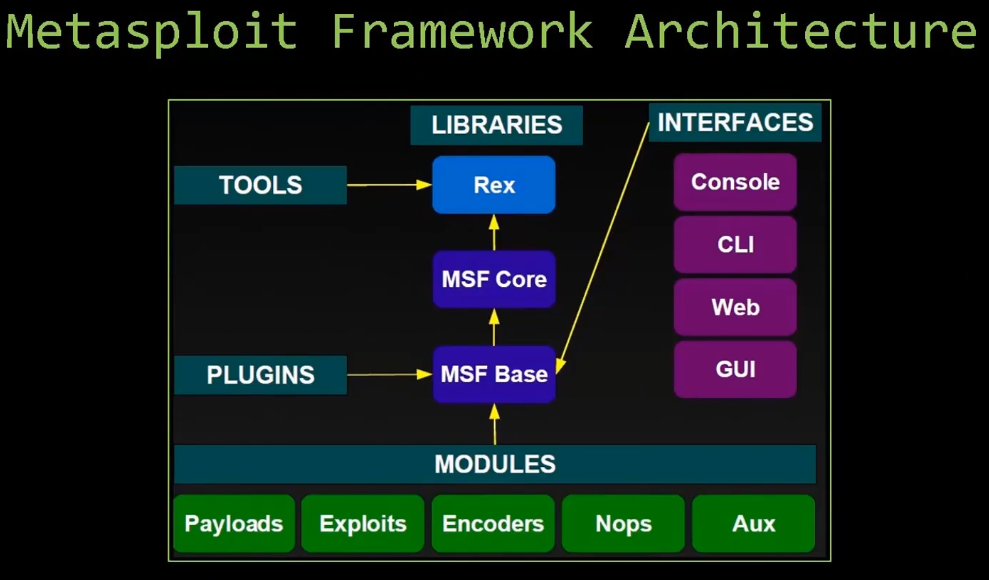 Metasploit Framework Architecture
LIBRARIES
INTERFACES
TOOLS
Rex
Console
CLI
MSF Core
Web
PLUGINS
MSF Base
GUI
MODULES
Payloads
Exploits
Encoders
Nops
Aux